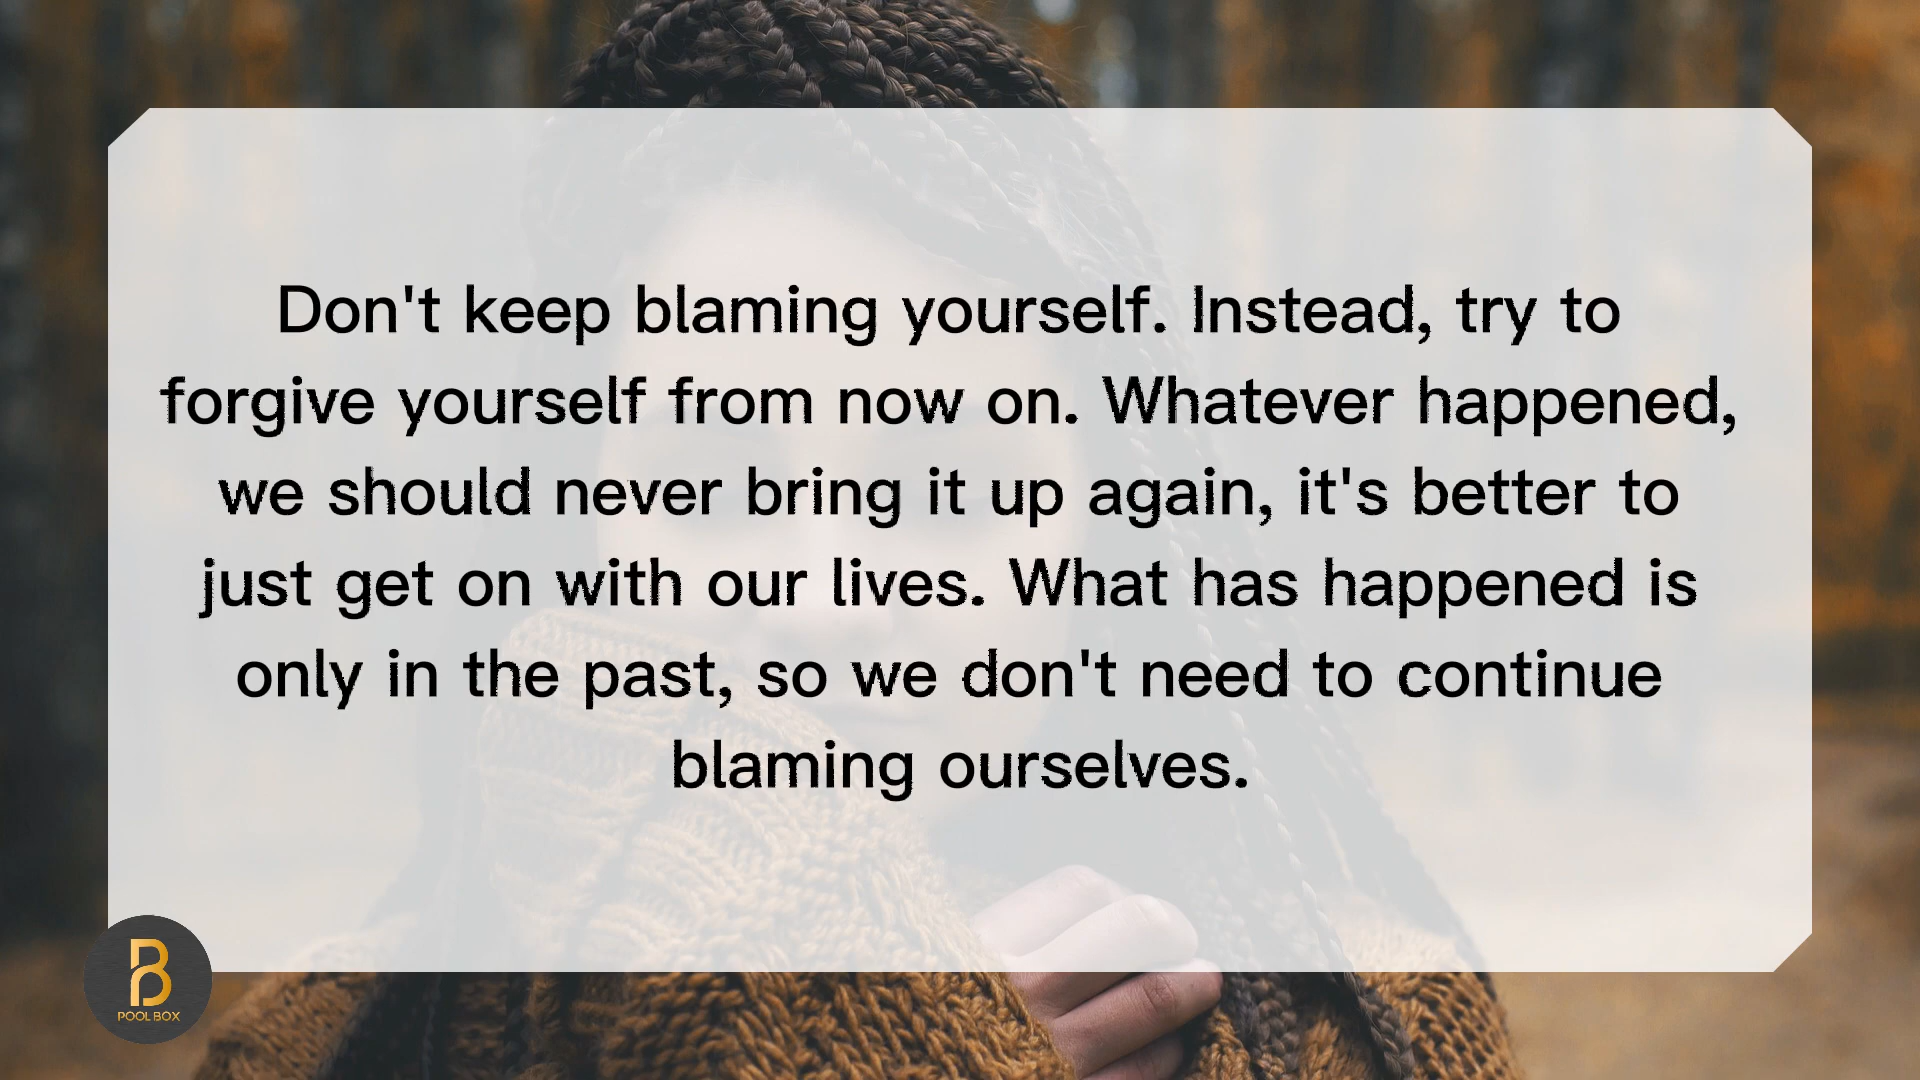 Don't keep blaming yourself. Instead, try to
forgive yourself from now on. Whatever happened,
we should never bring it up again, it's better to
just get on with our lives. What has happened is
only in the past, so we don't need to continue
blaming ourselves.
B
POOL BOX